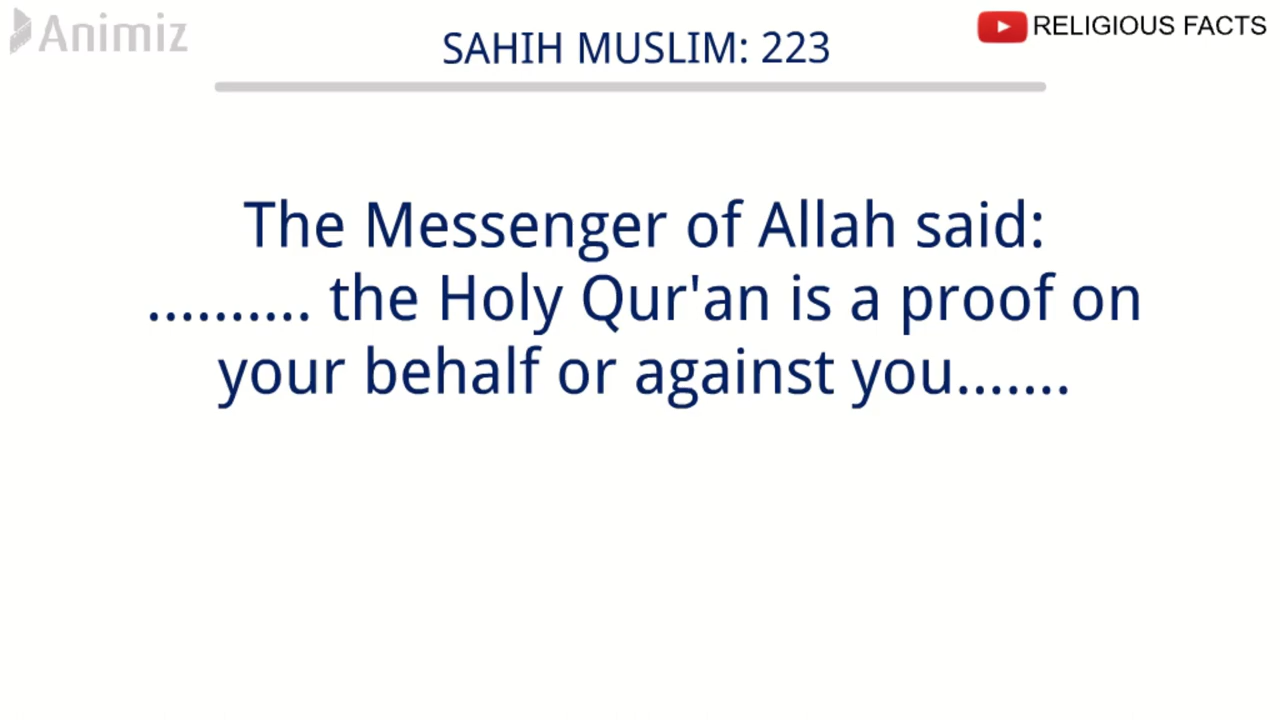 Animiz
RELIGIOUS FACTS
SAHIH MUSLIM: 223
The Messenger of Allah said:
.......... the Holy Qur'an is a proof on
your behalf or against you.......